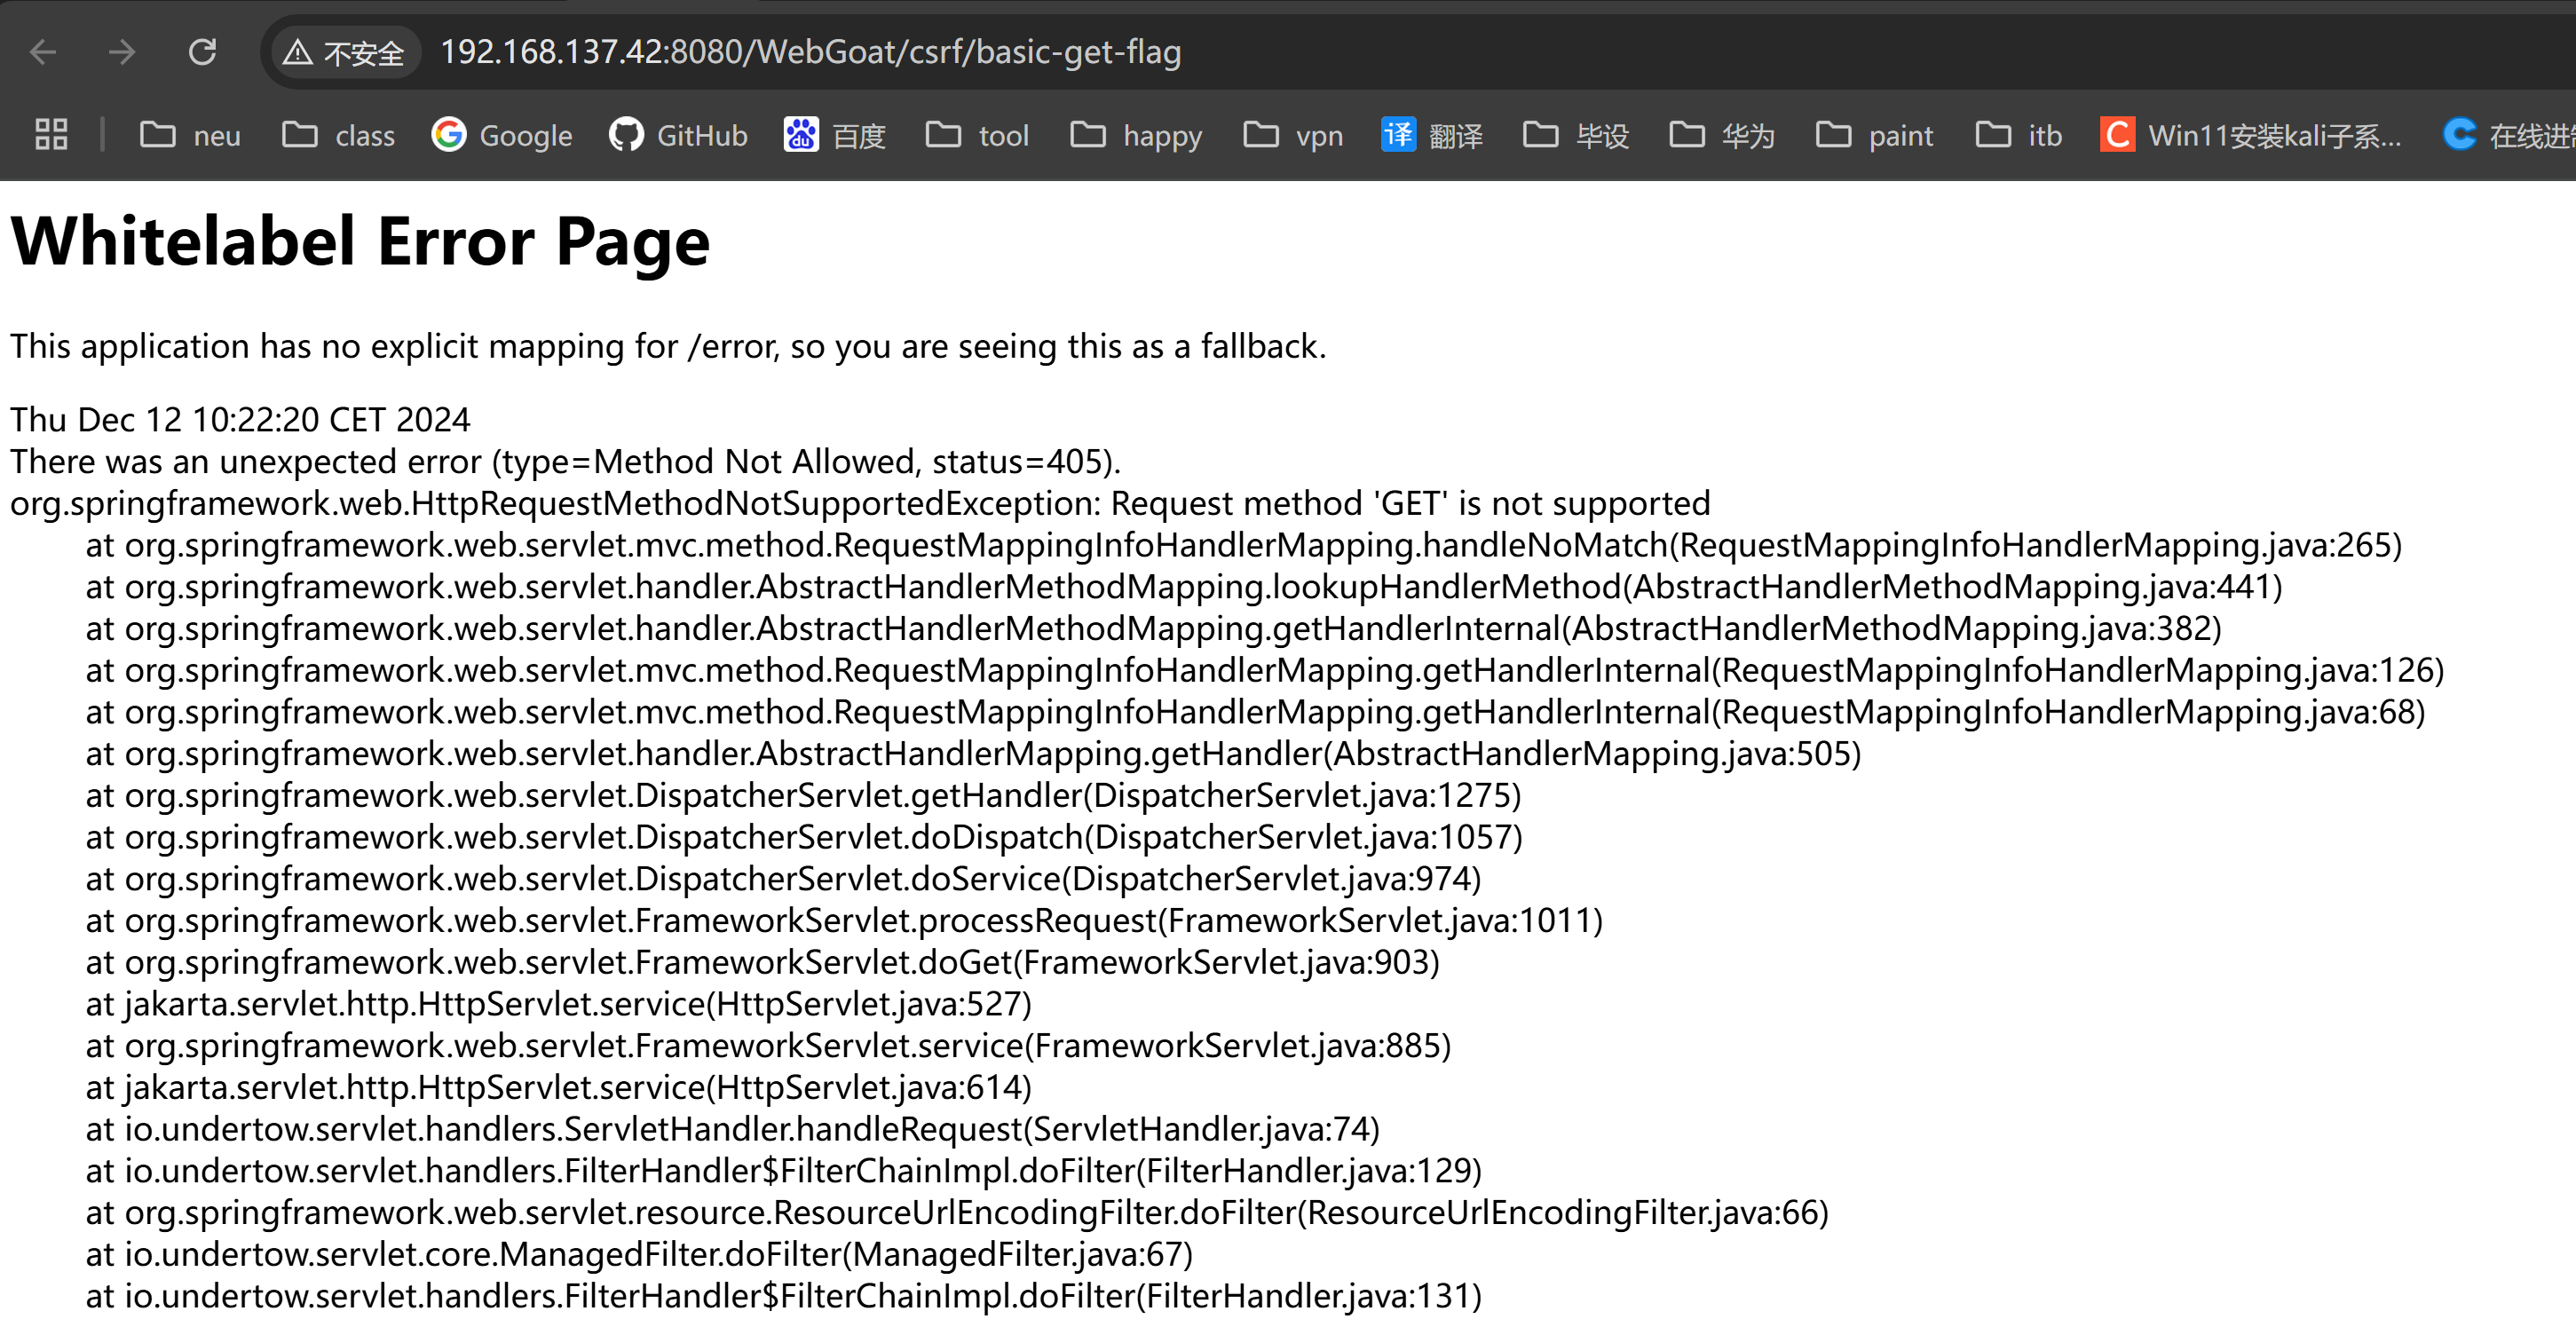 不安全 192.168.137.42:8080/WebGoat/csrf/basic-get-flag
neu class Google GitHub 百度 tool happy vpn 译 翻译 毕设 华为 paint itb Win11安装kali子系... 在线进
Whitelabel Error Page
This application has no explicit mapping for /error, so you are seeing this as a fallback.
Thu Dec 12 10:22:20 CET 2024
There was an unexpected error (type=Method Not Allowed, status=405).
org.springframework.web.HttpRequestMethodNotSupportedException: Request method 'GET' is not supported
at org.springframework.web.servlet.mvc.method.RequestMappingInfoHandlerMapping.handleNoMatch(RequestMappingInfoHandlerMapping.java:265)
at org.springframework.web.servlet.handler.AbstractHandlerMethodMapping.lookupHandlerMethod(AbstractHandlerMethodMapping.java:441)
at org.springframework.web.servlet.handler.AbstractHandlerMethodMapping.getHandlerInternal(AbstractHandlerMethodMapping.java:382)
at org.springframework.web.servlet.mvc.method.RequestMappingInfoHandlerMapping.getHandlerInternal(RequestMappingInfoHandlerMapping.java:126)
at org.springframework.web.servlet.mvc.method.RequestMappingInfoHandlerMapping.getHandlerInternal(RequestMappingInfoHandlerMapping.java:68)
at org.springframework.web.servlet.handler.AbstractHandlerMapping.getHandler(AbstractHandlerMapping.java:505)
at org.springframework.web.servlet.DispatcherServlet.getHandler(DispatcherServlet.java:1275)
at org.springframework.web.servlet.DispatcherServlet.doDispatch(DispatcherServlet.java:1057)
at org.springframework.web.servlet.DispatcherServlet.doService(DispatcherServlet.java:974)
at org.springframework.web.servlet.FrameworkServlet.processRequest(FrameworkServlet.java:1011)
at org.springframework.web.servlet.FrameworkServlet.doGet(FrameworkServlet.java:903)
at jakarta.servlet.http.HttpServlet.service(HttpServlet.java:527)
at org.springframework.web.servlet.FrameworkServlet.service(FrameworkServlet.java:885)
at jakarta.servlet.http.HttpServlet.service(HttpServlet.java:614)
at io.undertow.servlet.handlers.ServletHandler.handleRequest(ServletHandler.java:74)
at io.undertow.servlet.handlers.FilterHandler$FilterChainImpl.doFilter(FilterHandler.java:129)
at org.springframework.web.servlet.resource.ResourceUrlEncodingFilter.doFilter(ResourceUrlEncodingFilter.java:66)
at io.undertow.servlet.core.ManagedFilter.doFilter(ManagedFilter.java:67)
at io.undertow.servlet.handlers.FilterHandler$FilterChainImpl.doFilter(FilterHandler.java:131)